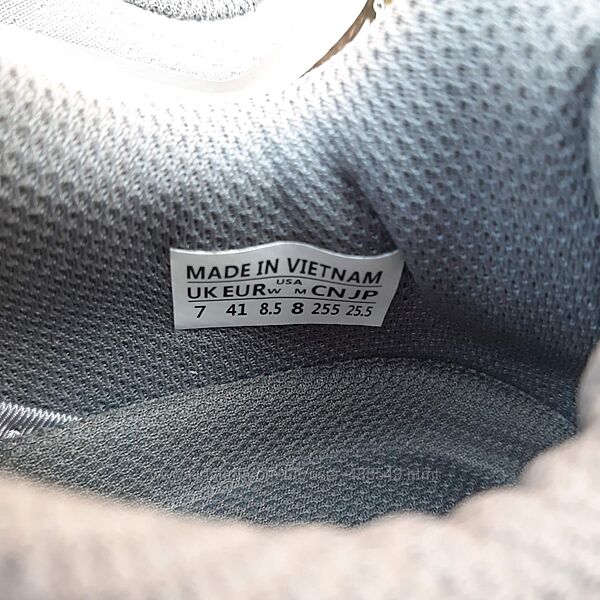 MADE IN VIETNAM
USA
UK EUR W M CN JP
7 41 8.5 8 255 25.5